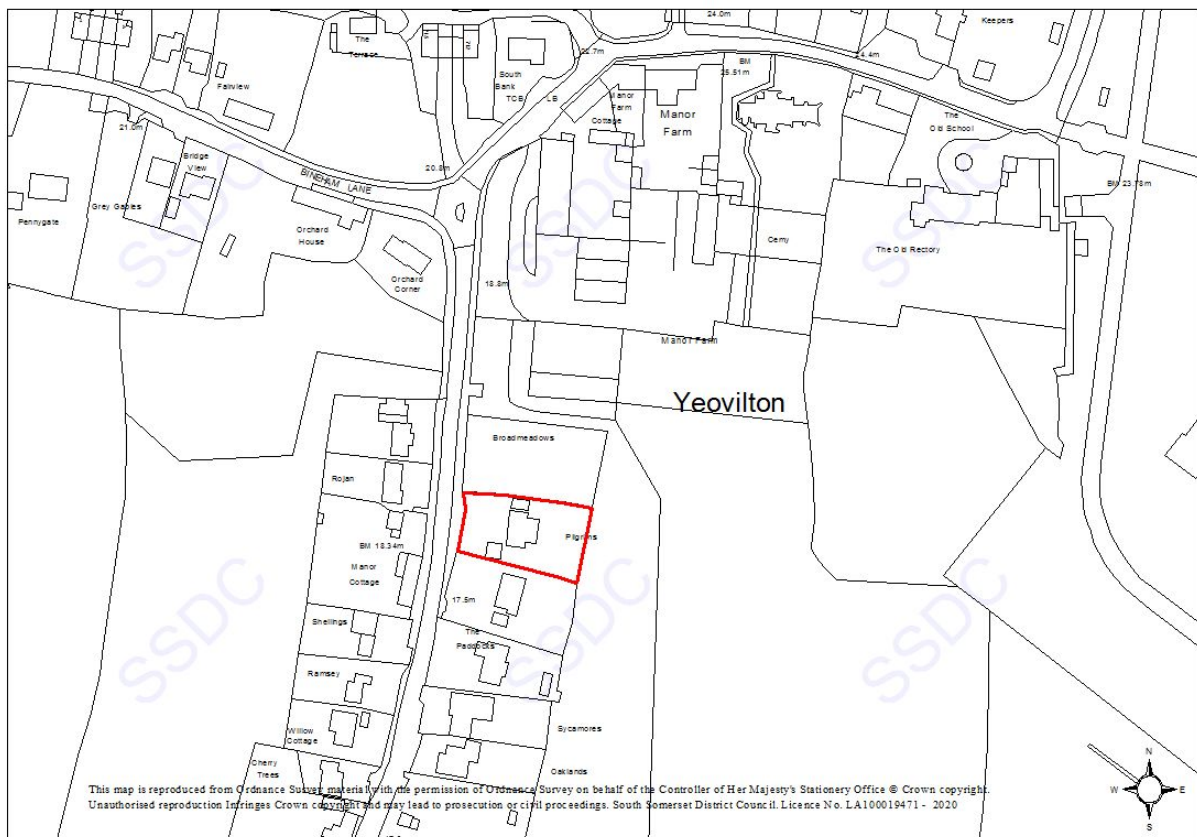 24.0m
Keepers
The
Terrace
22.7m
24.4m
BM
25.51m
South
Bank
TCB
LB
Fairview
Manor
Farm
Cottage
Manor
Farm
The
Old School
21.0m
Bridge
View
20.8m
BINEHAM LANE
BM 23.78m
Pennygate
Grey Gables
Orchard
House
Cemy
The Old Rectory
Orchard
Corner
18.8m
Manor Farm
Yeovilton
Broadmeadows
Rojan
Pilgrims
BM 18.34m
Manor
Cottage
17.5m
Shellings
The
Paddocks
Ramsey
Willow
Cottage
Sycamores
Cherry
Trees
Oaklands
N
W
E
S
This map is reproduced from Ordnance Survey material with the permission of Ordnance Survey on behalf of the Controller of Her Majesty's Stationery Office © Crown copyright.
Unauthorised reproduction infringes Crown copyright and may lead to prosecution or civil proceedings. South Somerset District Council. Licence No. LA100019471 - 2020
SSDC
SSDC
SSDC
SSDC
SSDC
SSDC